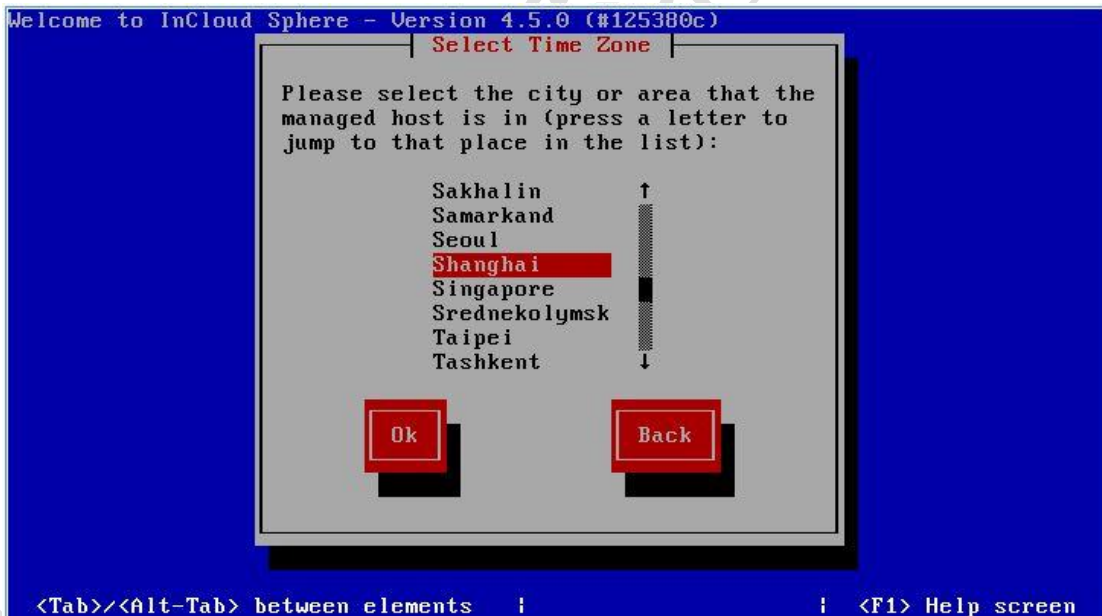 Welcome to InCloud Sphere - Version 4.5.0 (#125380c)
Select Time Zone
Please select the city or area that the
managed host is in (press a letter to
jump to that place in the list):
Sakhalin
Samarkand
Seoul
Shanghai
Singapore
Srednekolymsk
Taipei
Tashkent
Ok
Back
<Tab>/<Alt-Tab> between elements | | <F1> Help screen